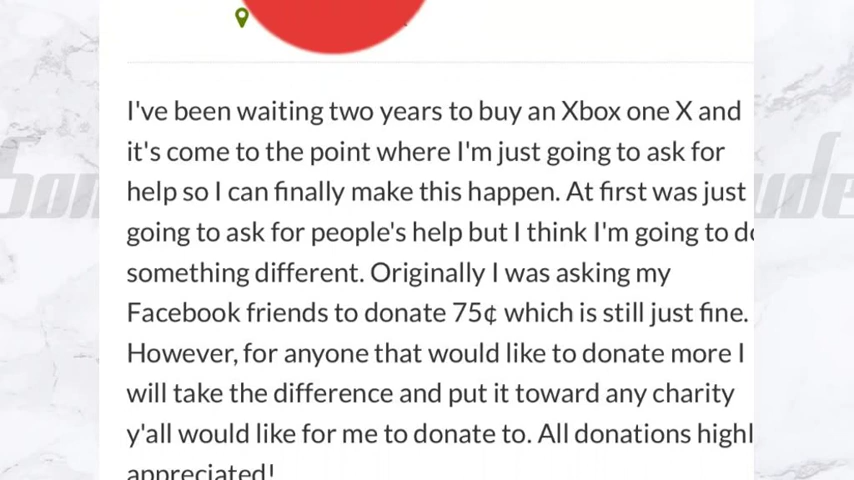 I've been waiting two years to buy an Xbox one X and
it's come to the point where I'm just going to ask for
help so I can finally make this happen. At first was just
going to ask for people's help but I think I'm going to do
something different. Originally I was asking my
Facebook friends to donate 75¢ which is still just fine.
However, for anyone that would like to donate more I
will take the difference and put it toward any charity
y'all would like for me to donate to. All donations highl
appreciated!